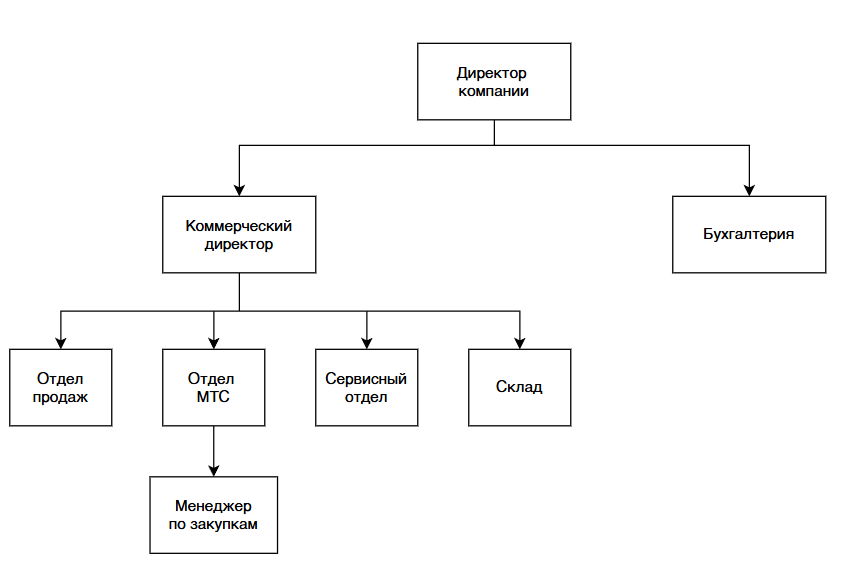 Директор
компании
Коммерческий
директор
Бухгалтерия
Отдел
продаж
Отдел
МТС
Сервисный
отдел
Склад
Менеджер
по закупкам